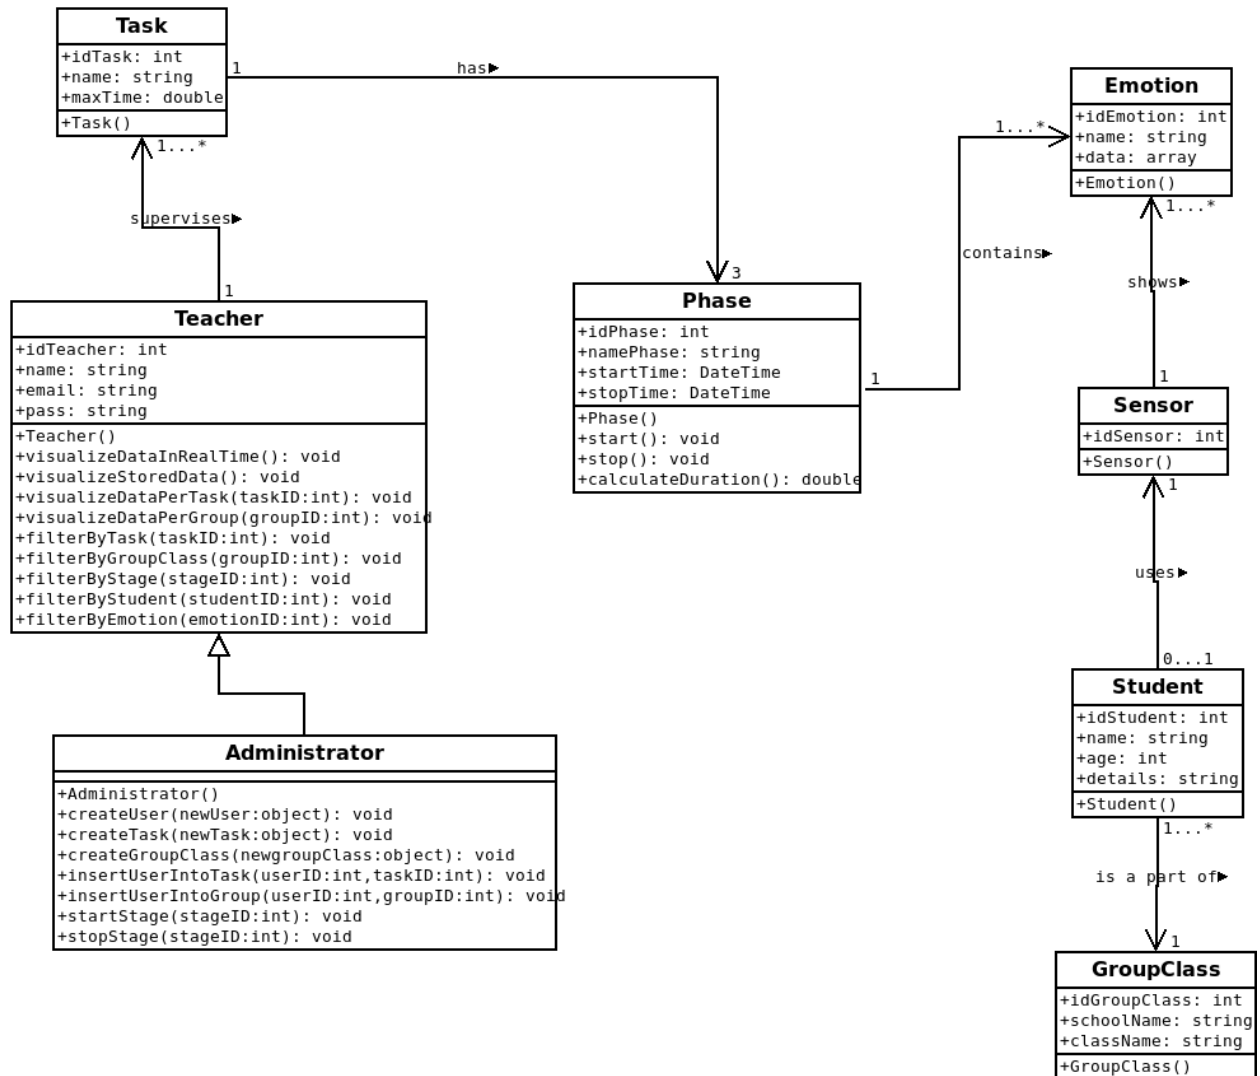 Task
+idTask: int
+name: string
+maxTime: double
+Task()
1
has▶
1...*
supervises▶
1
Teacher
+idTeacher: int
+name: string
+email: string
+pass: string
+Teacher()
+visualizeDataInRealTime(): void
+visualizeStoredData(): void
+visualizeDataPerTask(taskID:int): void
+visualizeDataPerGroup(groupID:int): void
+filterByTask(taskID:int): void
+filterByGroupClass(groupID:int): void
+filterByStage(stageID:int): void
+filterByStudent(studentID:int): void
+filterByEmotion(emotionID:int): void
Administrator
+Administrator()
+createUser(newUser:object): void
+createTask(newTask:object): void
+createGroupClass(newgroupClass:object): void
+insertUserIntoTask(userID:int,taskID:int): void
+insertUserIntoGroup(userID:int,groupID:int): void
+startStage(stageID:int): void
+stopStage(stageID:int): void
3
Phase
+idPhase: int
+namePhase: string
+startTime: DateTime
+stopTime: DateTime
+Phase()
+start(): void
+stop(): void
+calculateDuration(): double
1
contains▶
1...*
Emotion
+idEmotion: int
+name: string
+data: array
+Emotion()
1...*
shows▶
1
Sensor
+idSensor: int
+Sensor()
1
uses▶
0...1
Student
+idStudent: int
+name: string
+age: int
+details: string
+Student()
1...*
is a part of▶
1
GroupClass
+idGroupClass: int
+schoolName: string
+className: string
+GroupClass()